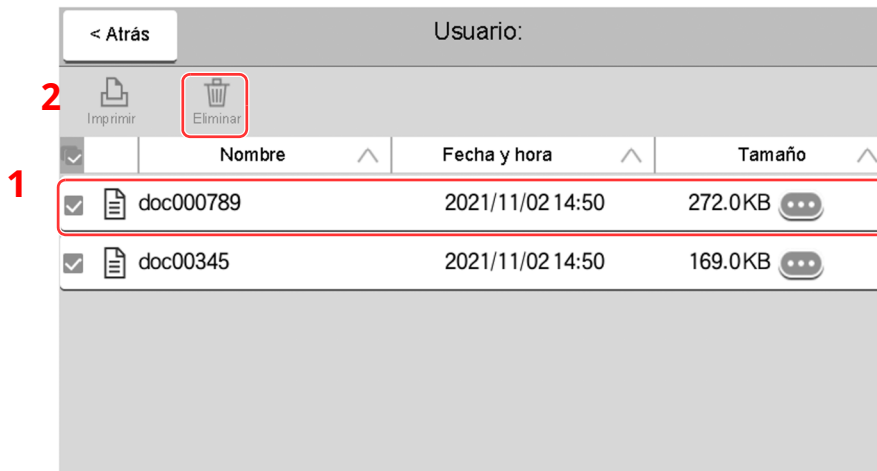 < Atrás Usuario:
2
Imprimir Eliminar
Nombre Fecha y hora Tamaño
1
doc000789 2021/11/02 14:50 272.0KB
doc00345 2021/11/02 14:50 169.0KB